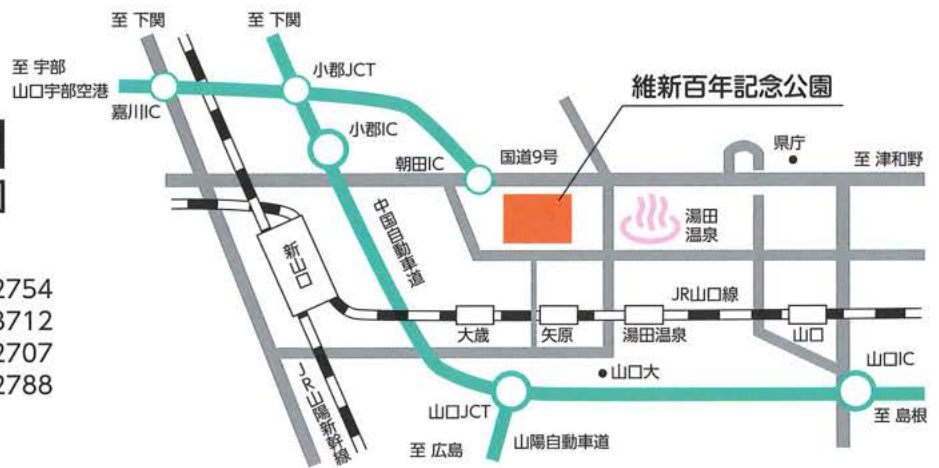 至 下関
至 下関
至 宇部
山口宇部空港
小郡JCT
嘉川IC
維新百年記念公園
小郡IC
朝田IC
国道9号
県庁
至 津和野
中国自動車道
湯田
温泉
新山口
2754
3712
2707
2788
JR山口線
大歳
矢原
湯田温泉
山口
JR山陽新幹線
山口大
山口IC
山口JCT
至 島根
至 広島
山陽自動車道